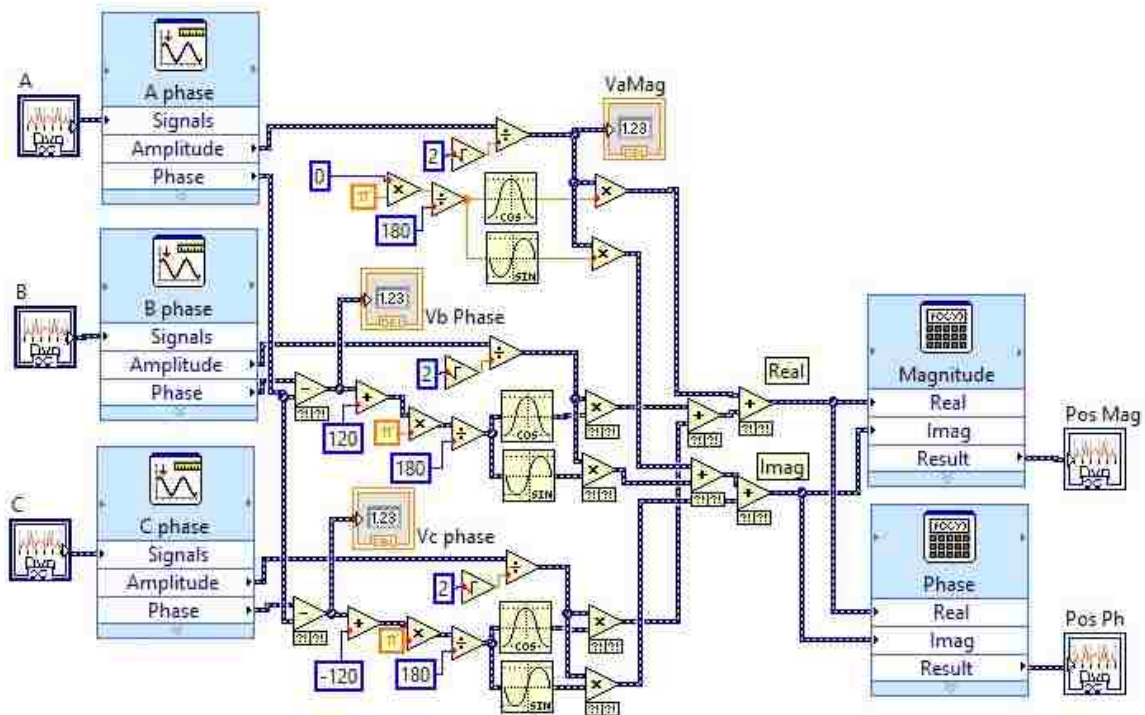 A
A phase
Signals
Amplitude
Phase
VaMag
1.23
2
0
π
180
COS
SIN
B
B phase
Signals
Amplitude
Phase
1.23
Vb Phase
2
120
π
180
COS
SIN
Real
Imag
Magnitude
Real
Imag
Result
Pos Mag
C
C phase
Signals
Amplitude
Phase
1.23
Vc phase
2
-120
π
180
COS
SIN
Phase
Real
Imag
Result
Pos Ph